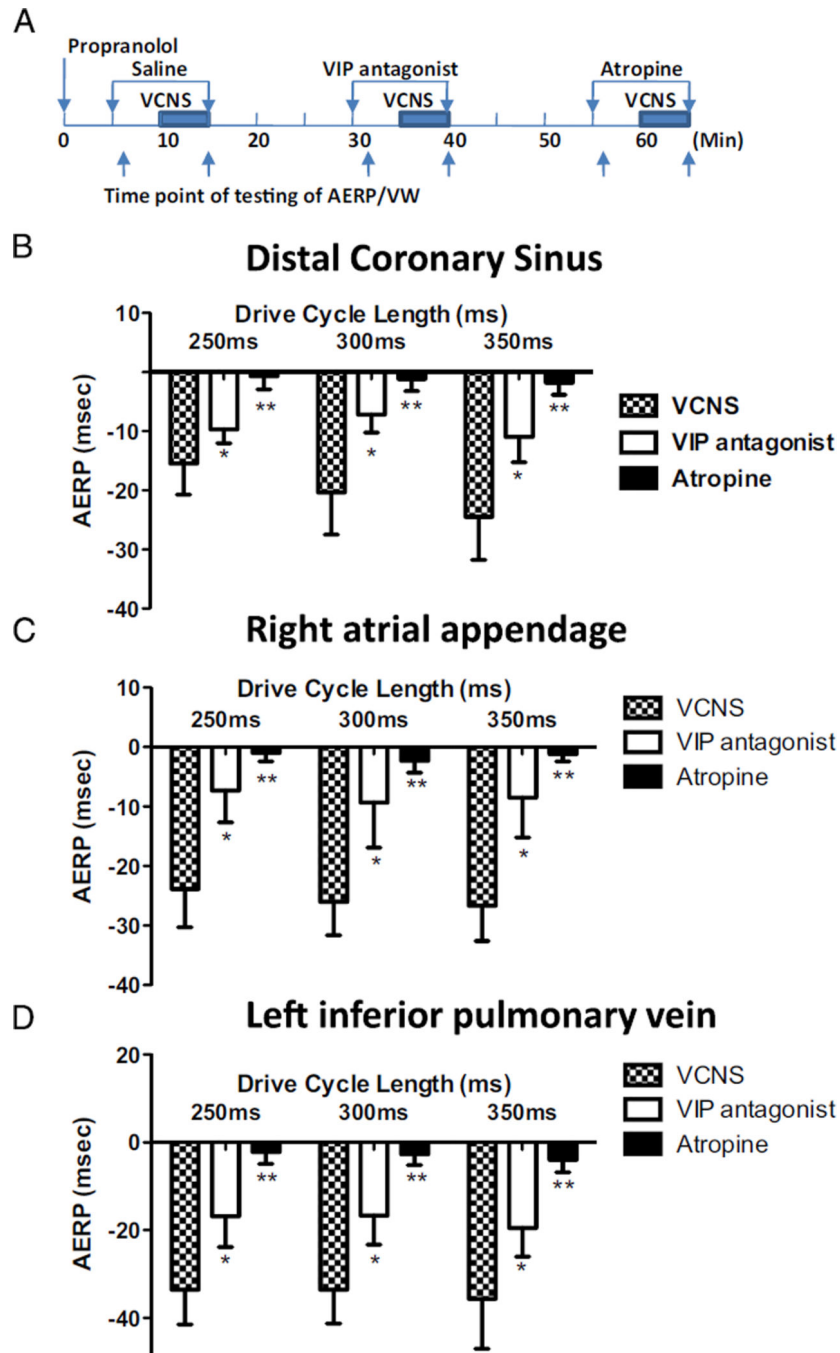 A
Propranolol
Saline VIP antagonist Atropine
VCNS VCNS VCNS
0 10 20 30 40 50 60 (Min)
Time point of testing of AERP/VW
B
Distal Coronary Sinus
Drive Cycle Length (ms)
250ms 300ms 350ms
10
-10
-20
-30
-40
AERP (msec)
* ** * ** * **
VCNS
VIP antagonist
Atropine
C
Right atrial appendage
Drive Cycle Length (ms)
250ms 300ms 350ms
10
0
-10
-20
-30
-40
AERP (msec)
* ** * ** * **
VCNS
VIP antagonist
Atropine
D
Left inferior pulmonary vein
Drive Cycle Length (ms)
250ms 300ms 350ms
20
0
-20
-40
AERP (msec)
* ** * ** * **
VCNS
VIP antagonist
Atropine